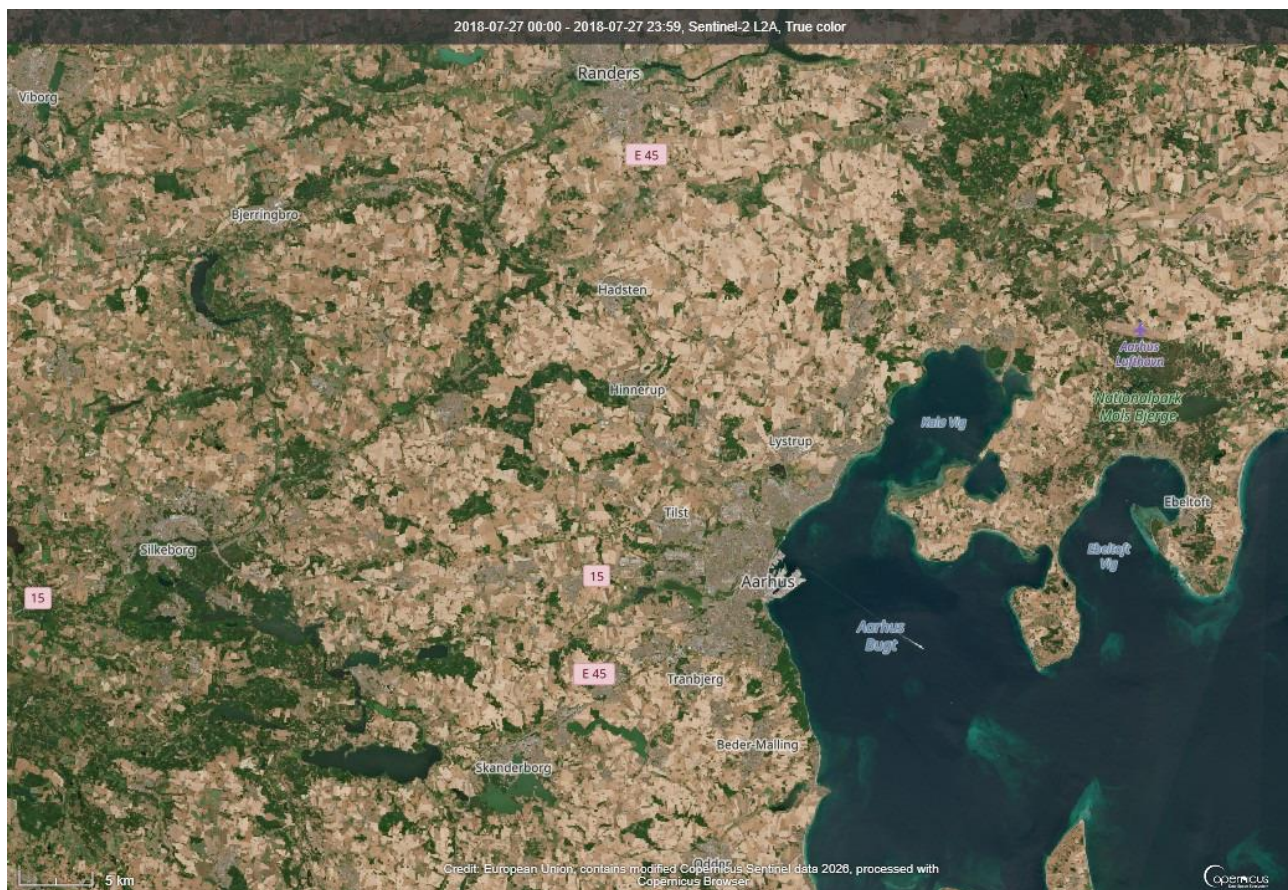 2018-07-27 00:00 - 2018-07-27 23:59, Sentinel-2 L2A, True color
Randers
Viborg
E 45
Bjerringbro
Hadsten
Aarhus
Lufthavn
Hinnerup
Nationalpark
Mols Bjerge
Kalø Vig
Lystrup
Ebeltoft
Tilst
Silkeborg
Ebeltoft
Vig
15
Aarhus
15
Aarhus
Bugt
E 45
Tranbjerg
Beder-Malling
Skanderborg
Odder
Credit: European Union, contains modified Copernicus Sentinel data 2026, processed with
Copernicus Browser
5 km
opernicus